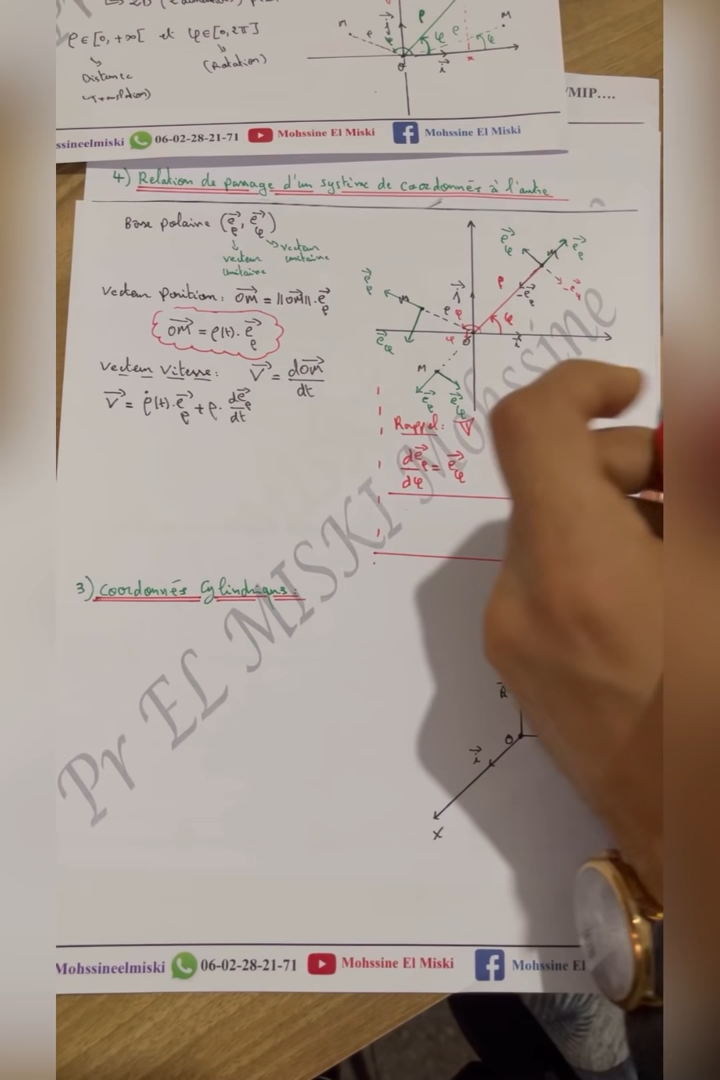 ρ ∈ [0, +∞[ et φ ∈ [0, 2π]
Distance
(Rotation)
M
ρ
φ
M
x
/MIP....
ssineelmiski 06-02-28-21-71 Mohssine El Miski Mohssine El Miski
4) Relation de passage d'un système de coordonnés à l'autre
Base polaire (e⃗ρ, e⃗φ)
vecteur unitaire
vecteur unitaire
Vecteur Position : OM⃗ = ||OM⃗||. e⃗ρ
OM⃗ = ρ(t). e⃗ρ
Vecteur Vitesse: V⃗ = dOM⃗/dt
V⃗ = ρ̇(t). e⃗ρ + ρ. de⃗ρ/dt
e⃗φ
M
e⃗ρ
ρ
-e⃗ρ
φ
j⃗
O
i⃗
e⃗ρ
M
e⃗φ
M
e⃗ρ
e⃗φ
Rappel:
de⃗ρ/dφ = e⃗φ
3) Coordonnés Cylindriques:
k⃗
O
i⃗
X
Pr EL MISKI Mohssine
Mohssineelmiski 06-02-28-21-71 Mohssine El Miski Mohssine El